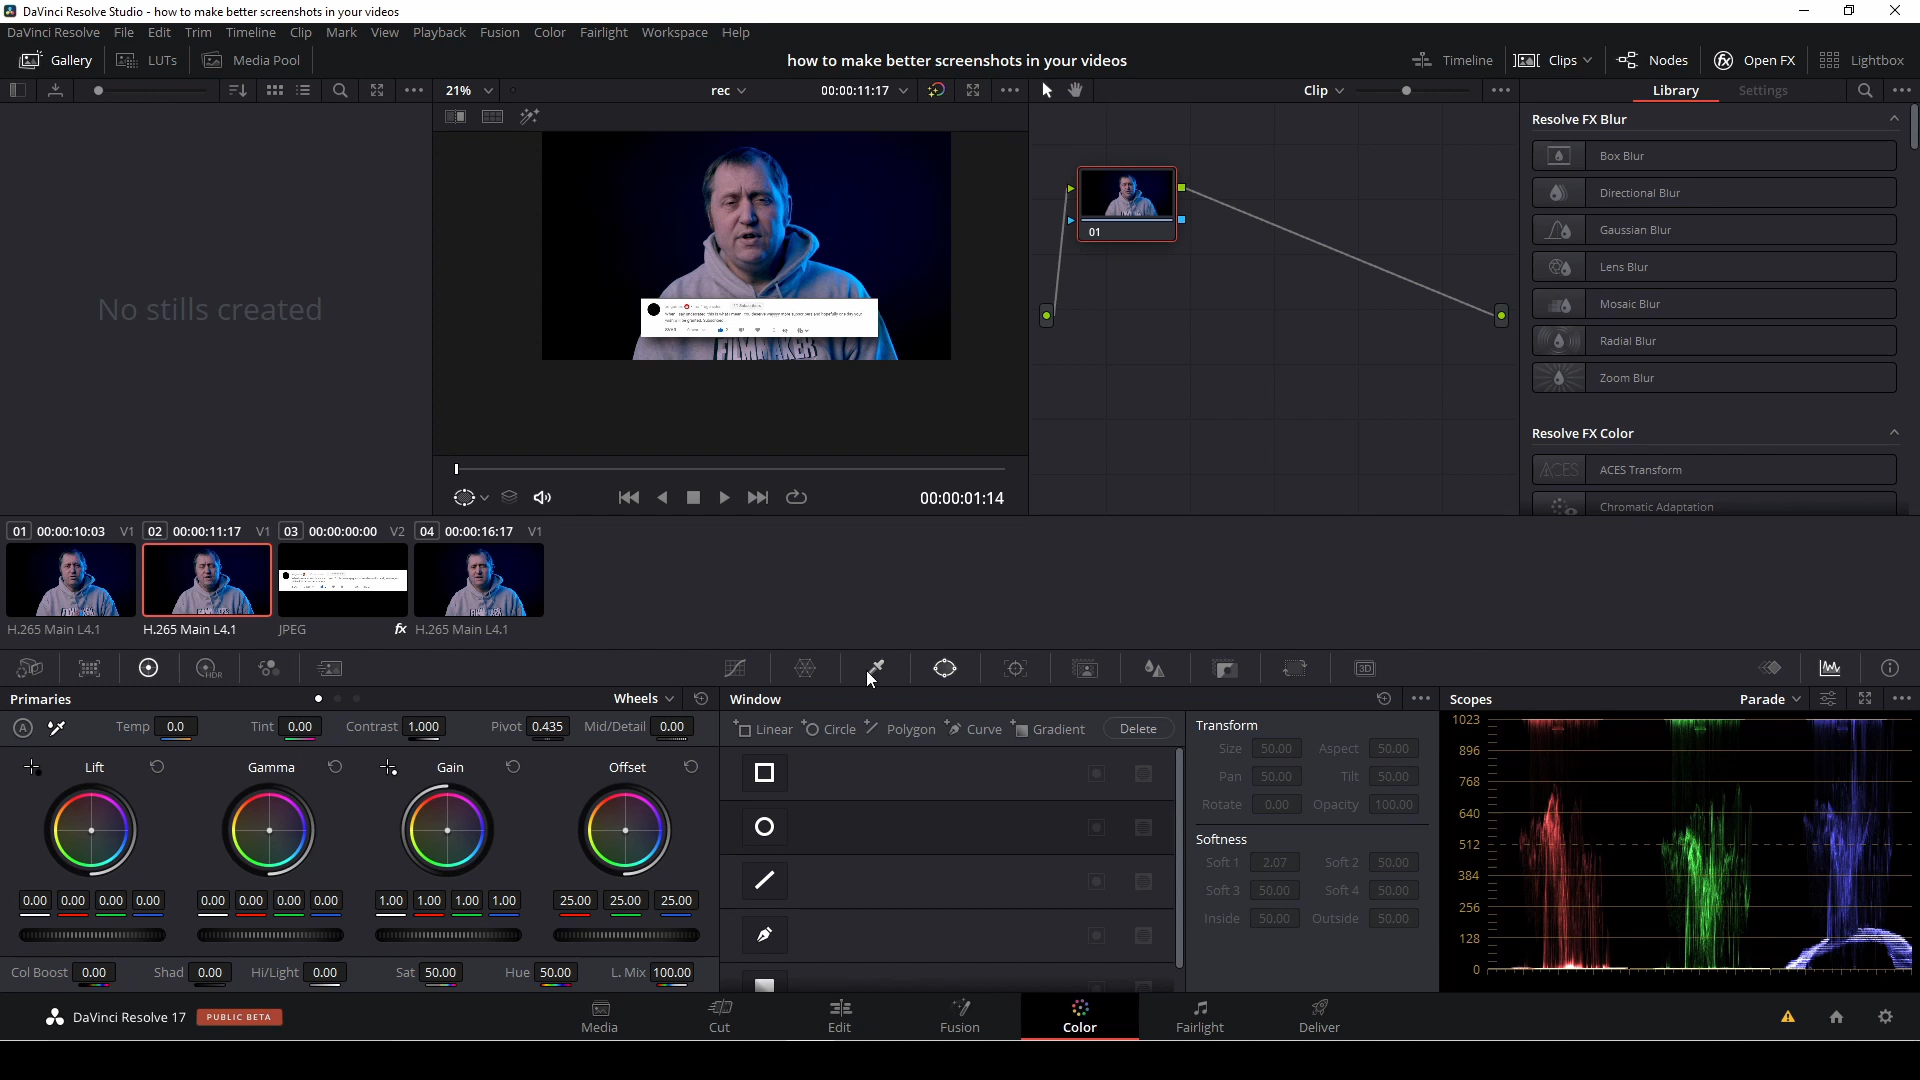 DaVinci Resolve Studio - how to make better screenshots in your videos
DaVinci Resolve File Edit Trim Timeline Clip Mark View Playback Fusion Color Fairlight Workspace Help
Gallery LUTs Media Pool how to make better screenshots in your videos Timeline Clips Nodes Open FX Lightbox
21% rec 00:00:11:17 Clip Library Settings
Resolve FX Blur
Box Blur
Directional Blur
Gaussian Blur
Lens Blur
Mosaic Blur
Radial Blur
Zoom Blur
Resolve FX Color
ACES ACES Transform
Chromatic Adaptation
No stills created
FILMMAKER
01
00:00:01:14
01 00:00:10:03 V1 02 00:00:11:17 V1 03 00:00:00:00 V2 04 00:00:16:17 V1
H.265 Main L4.1 H.265 Main L4.1 JPEG fx H.265 Main L4.1
HDR 3D
Primaries Wheels Window Scopes Parade
A Temp 0.0 Tint 0.00 Contrast 1.000 Pivot 0.435 Mid/Detail 0.00
Linear Circle Polygon Curve Gradient Delete
Lift Gamma Gain Offset
0.00 0.00 0.00 0.00 0.00 0.00 0.00 0.00 1.00 1.00 1.00 1.00 25.00 25.00 25.00
Col Boost 0.00 Shad 0.00 Hi/Light 0.00 Sat 50.00 Hue 50.00 L. Mix 100.00
Transform
Size 50.00 Aspect 50.00
Pan 50.00 Tilt 50.00
Rotate 0.00 Opacity 100.00
Softness
Soft 1 2.07 Soft 2 50.00
Soft 3 50.00 Soft 4 50.00
Inside 50.00 Outside 50.00
1023
896
768
640
512
384
256
128
0
DaVinci Resolve 17 PUBLIC BETA Media Cut Edit Fusion Color Fairlight Deliver